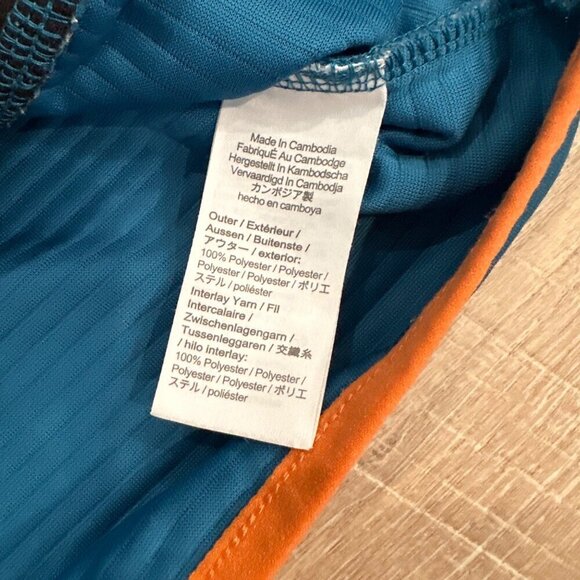 Made In Cambodia
FabriquÉ Au Cambodge
Hergestellt In Kambodscha
Vervaardigd In Cambodja
カンボジア製
hecho en camboya
Outer / Extérieur /
Aussen / Buitenste /
アウター / exterior:
100% Polyester / Polyester /
Polyester / Polyester / ポリエ
ステル / poliéster
Interlay Yarn / Fil
Intercalaire /
Zwischenlagengarn /
Tussenleggaren / 交織糸
/ hilo interlay:
100% Polyester / Polyester /
Polyester / Polyester / ポリエ
ステル / poliéster